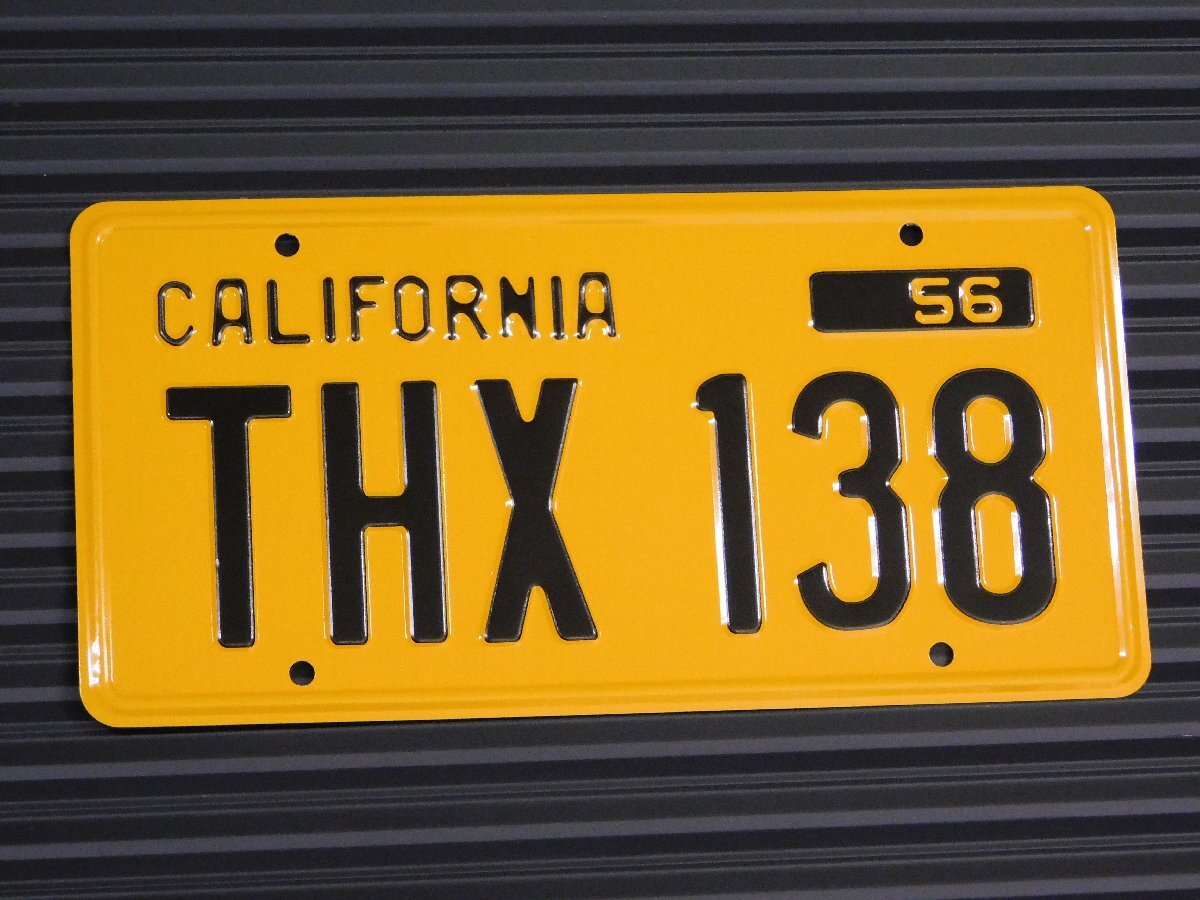 CALIFORNIA 56
THX 138